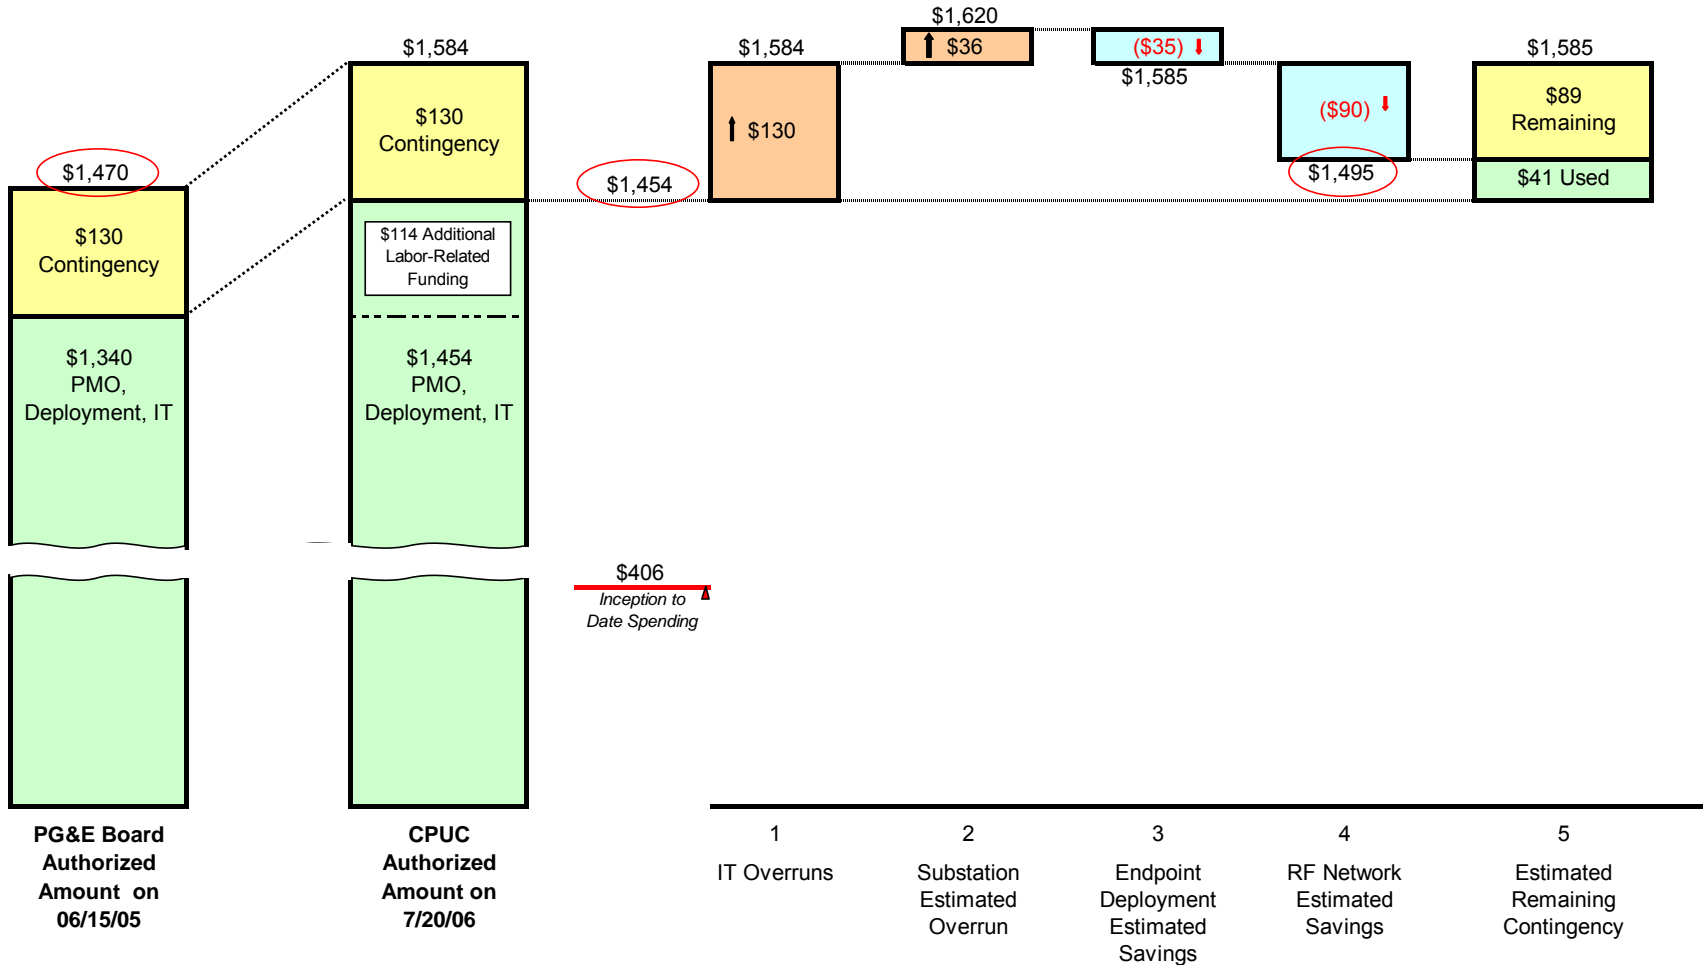 $1,620
$36
($35)
$1,585
$1,584
$1,584
$1,585
$130
Contingency
$130
($90)
$89
Remaining
$1,470
$1,454
$1,495
$41 Used
$130
Contingency
$114 Additional
Labor-Related
Funding
$1,340
PMO,
Deployment, IT
$1,454
PMO,
Deployment, IT
$406
Inception to
Date Spending
PG&E Board
Authorized
Amount on
06/15/05
CPUC
Authorized
Amount on
7/20/06
1
IT Overruns
2
Substation
Estimated
Overrun
3
Endpoint
Deployment
Estimated
Savings
4
RF Network
Estimated
Savings
5
Estimated
Remaining
Contingency